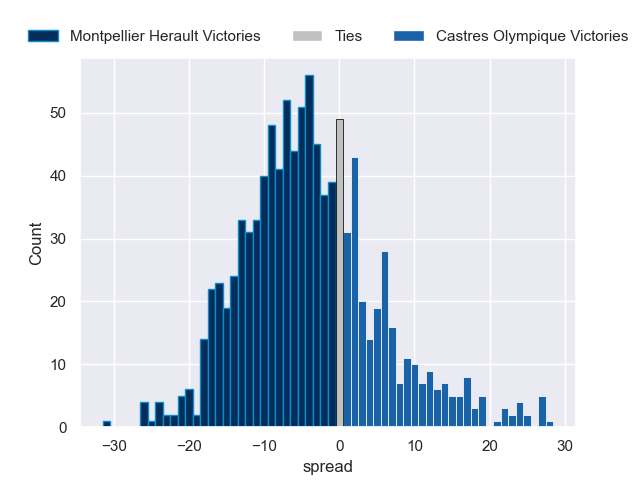 Montpellier Herault Victories
Ties
Castres Olympique Victories
50
40
30
20
10
0
Count
−30
−20
−10
0
10
20
30
spread